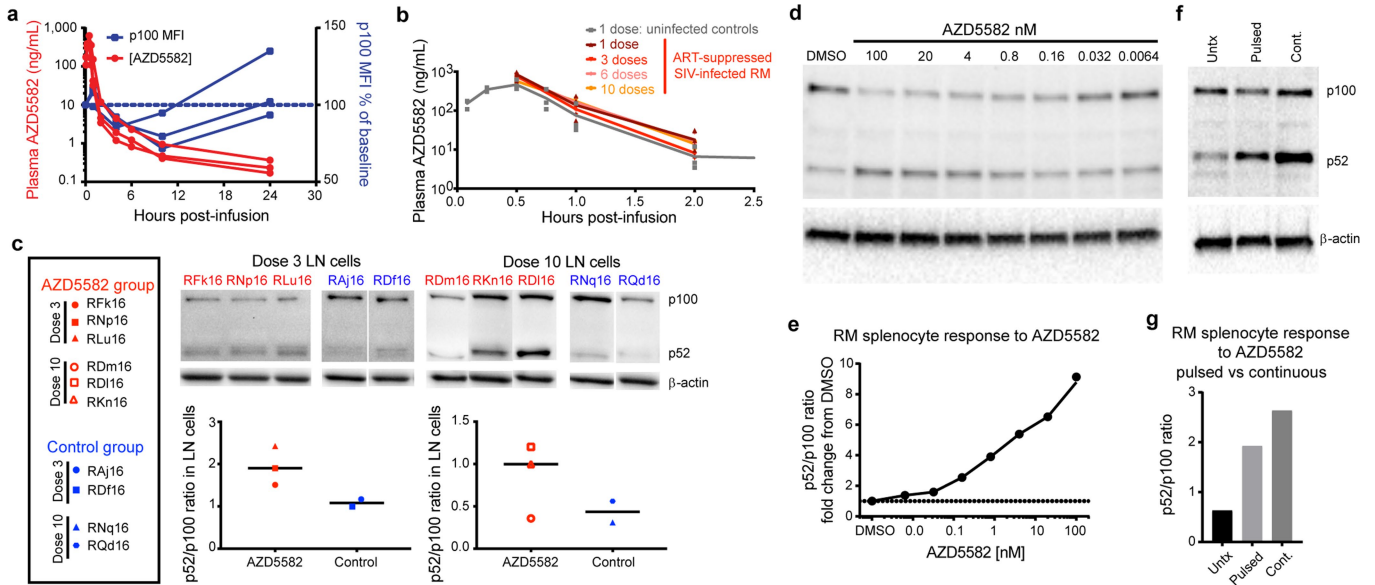 a
Plasma AZD5582 (ng/mL)
1,000
100
10
1
0.1
p100 MFI
[AZD5582]
150
100
50
p100 MFI % of baseline
0 6 12 18 24 30
Hours post-infusion
b
Plasma AZD5582 (ng/mL)
10³
10²
10¹
10⁰
1 dose: uninfected controls
1 dose
3 doses
6 doses
10 doses
ART-suppressed
SIV-infected RM
0.0 0.5 1.0 1.5 2.0 2.5
Hours post-infusion
c
AZD5582 group
Dose 3
RFk16
RNp16
RLu16
Dose 10
RDm16
RDl16
RKn16
Control group
Dose 3
RAj16
RDf16
Dose 10
RNq16
RQd16
Dose 3 LN cells
RFk16 RNp16 RLu16 RAj16 RDf16
Dose 10 LN cells
RDm16 RKn16 RDl16 RNq16 RQd16
p100
p52
β-actin
p52/p100 ratio in LN cells
3
2
1
0
AZD5582 Control
p52/p100 ratio in LN cells
1.5
1.0
0.5
0.0
AZD5582 Control
d
AZD5582 nM
DMSO 100 20 4 0.8 0.16 0.032 0.0064
e
RM splenocyte response to AZD5582
p52/p100 ratio
fold change from DMSO
10
8
6
4
2
0
DMSO 0.0 0.1 1 10 100
AZD5582 [nM]
f
Untx Pulsed Cont.
p100
p52
β-actin
g
RM splenocyte response
to AZD5582
pulsed vs continuous
p52/p100 ratio
3
2
1
0
Untx Pulsed Cont.